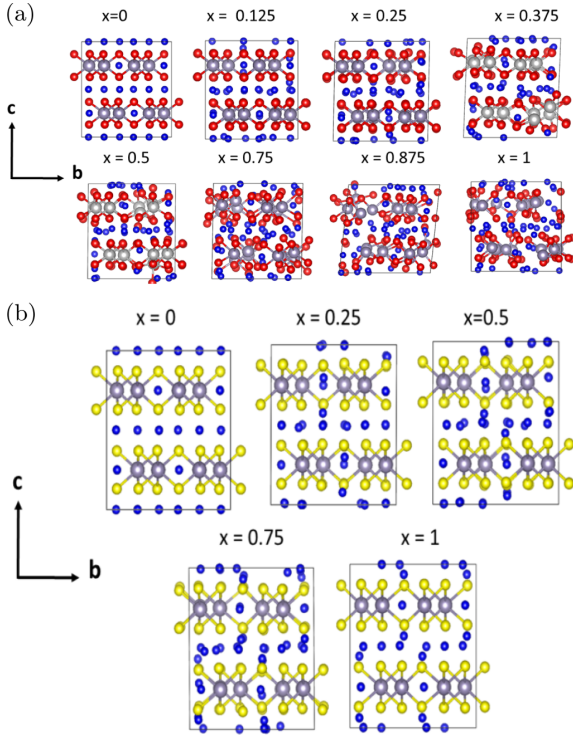 (a)
x=0 x = 0.125 x = 0.25 x = 0.375
c
b
x = 0.5 x = 0.75 x = 0.875 x = 1
(b)
x = 0 x = 0.25 x=0.5
c
b
x = 0.75 x = 1